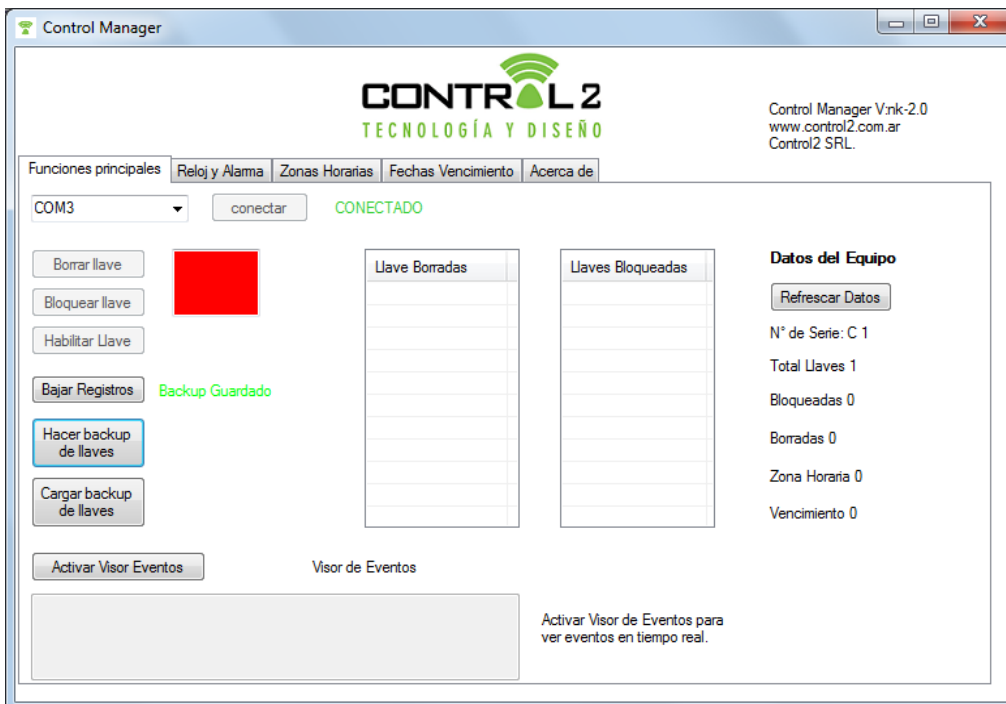 Control Manager
CONTROL 2
TECNOLOGÍA Y DISEÑO
Control Manager V:nk-2.0
www.control2.com.ar
Control2 SRL.
Funciones principales
Reloj y Alarma
Zonas Horarias
Fechas Vencimiento
Acerca de
COM3
conectar
CONECTADO
Borrar llave
Bloquear llave
Habilitar Llave
Bajar Registros
Backup Guardado
Hacer backup
de llaves
Cargar backup
de llaves
Llave Borradas
Llaves Bloqueadas
Datos del Equipo
Refrescar Datos
N° de Serie: C 1
Total Llaves 1
Bloqueadas 0
Borradas 0
Zona Horaria 0
Vencimiento 0
Activar Visor Eventos
Visor de Eventos
Activar Visor de Eventos para
ver eventos en tiempo real.